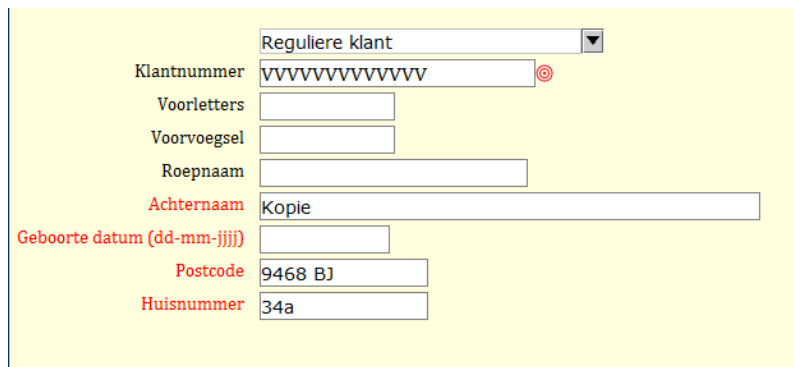 Reguliere klant
Klantnummer VVVVVVVVVVVVV
Voorletters
Voorvoegsel
Roepnaam
Achternaam Kopie
Geboorte datum (dd-mm-jjjj)
Postcode 9468 BJ
Huisnummer 34a